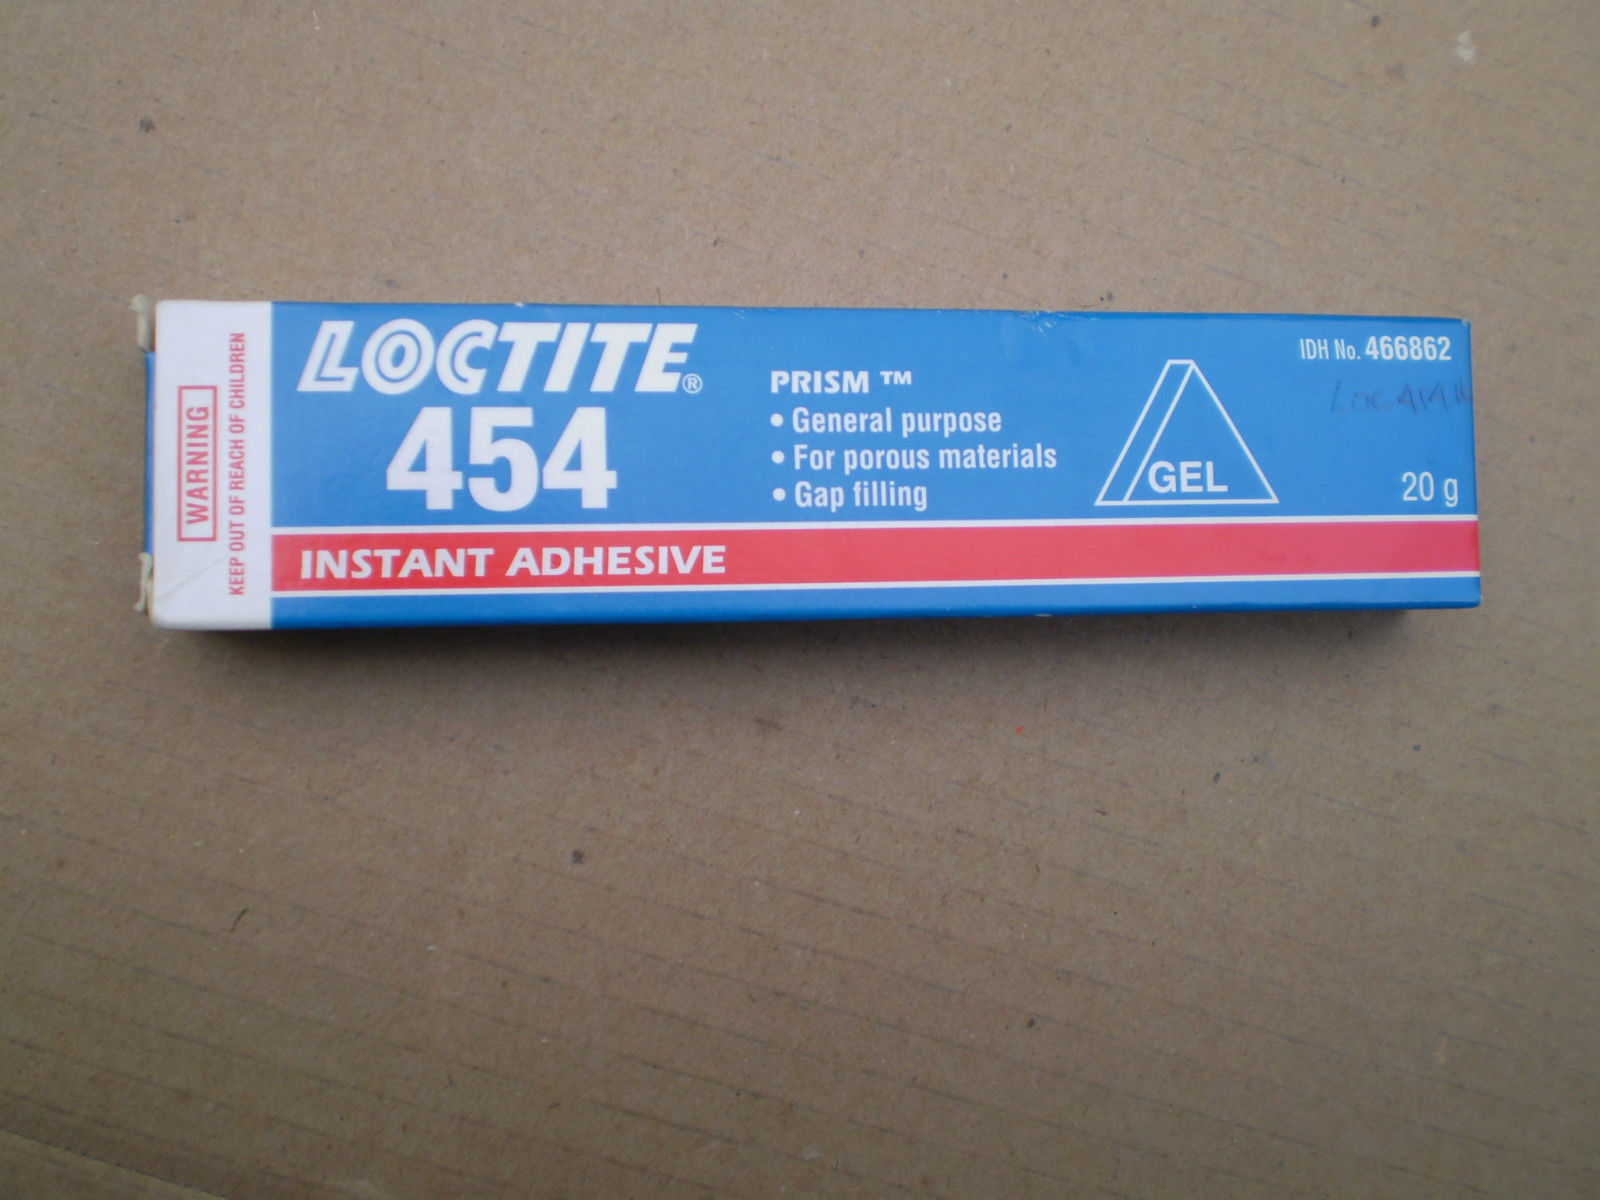 WARNING
KEEP OUT OF REACH OF CHILDREN
LOCTITE®
454
PRISM ™
• General purpose
• For porous materials
• Gap filling
GEL
IDH No. 466862
20 g
INSTANT ADHESIVE